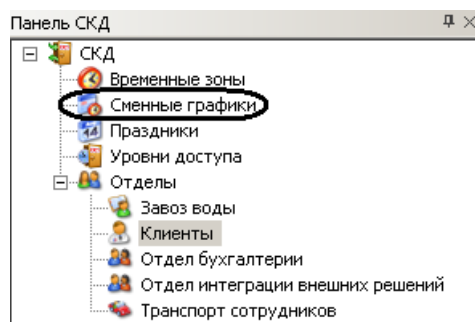 Панель СКД
СКД
Временные зоны
Сменные графики
Праздники
Уровни доступа
Отделы
Завоз воды
Клиенты
Отдел бухгалтерии
Отдел интеграции внешних решений
Транспорт сотрудников